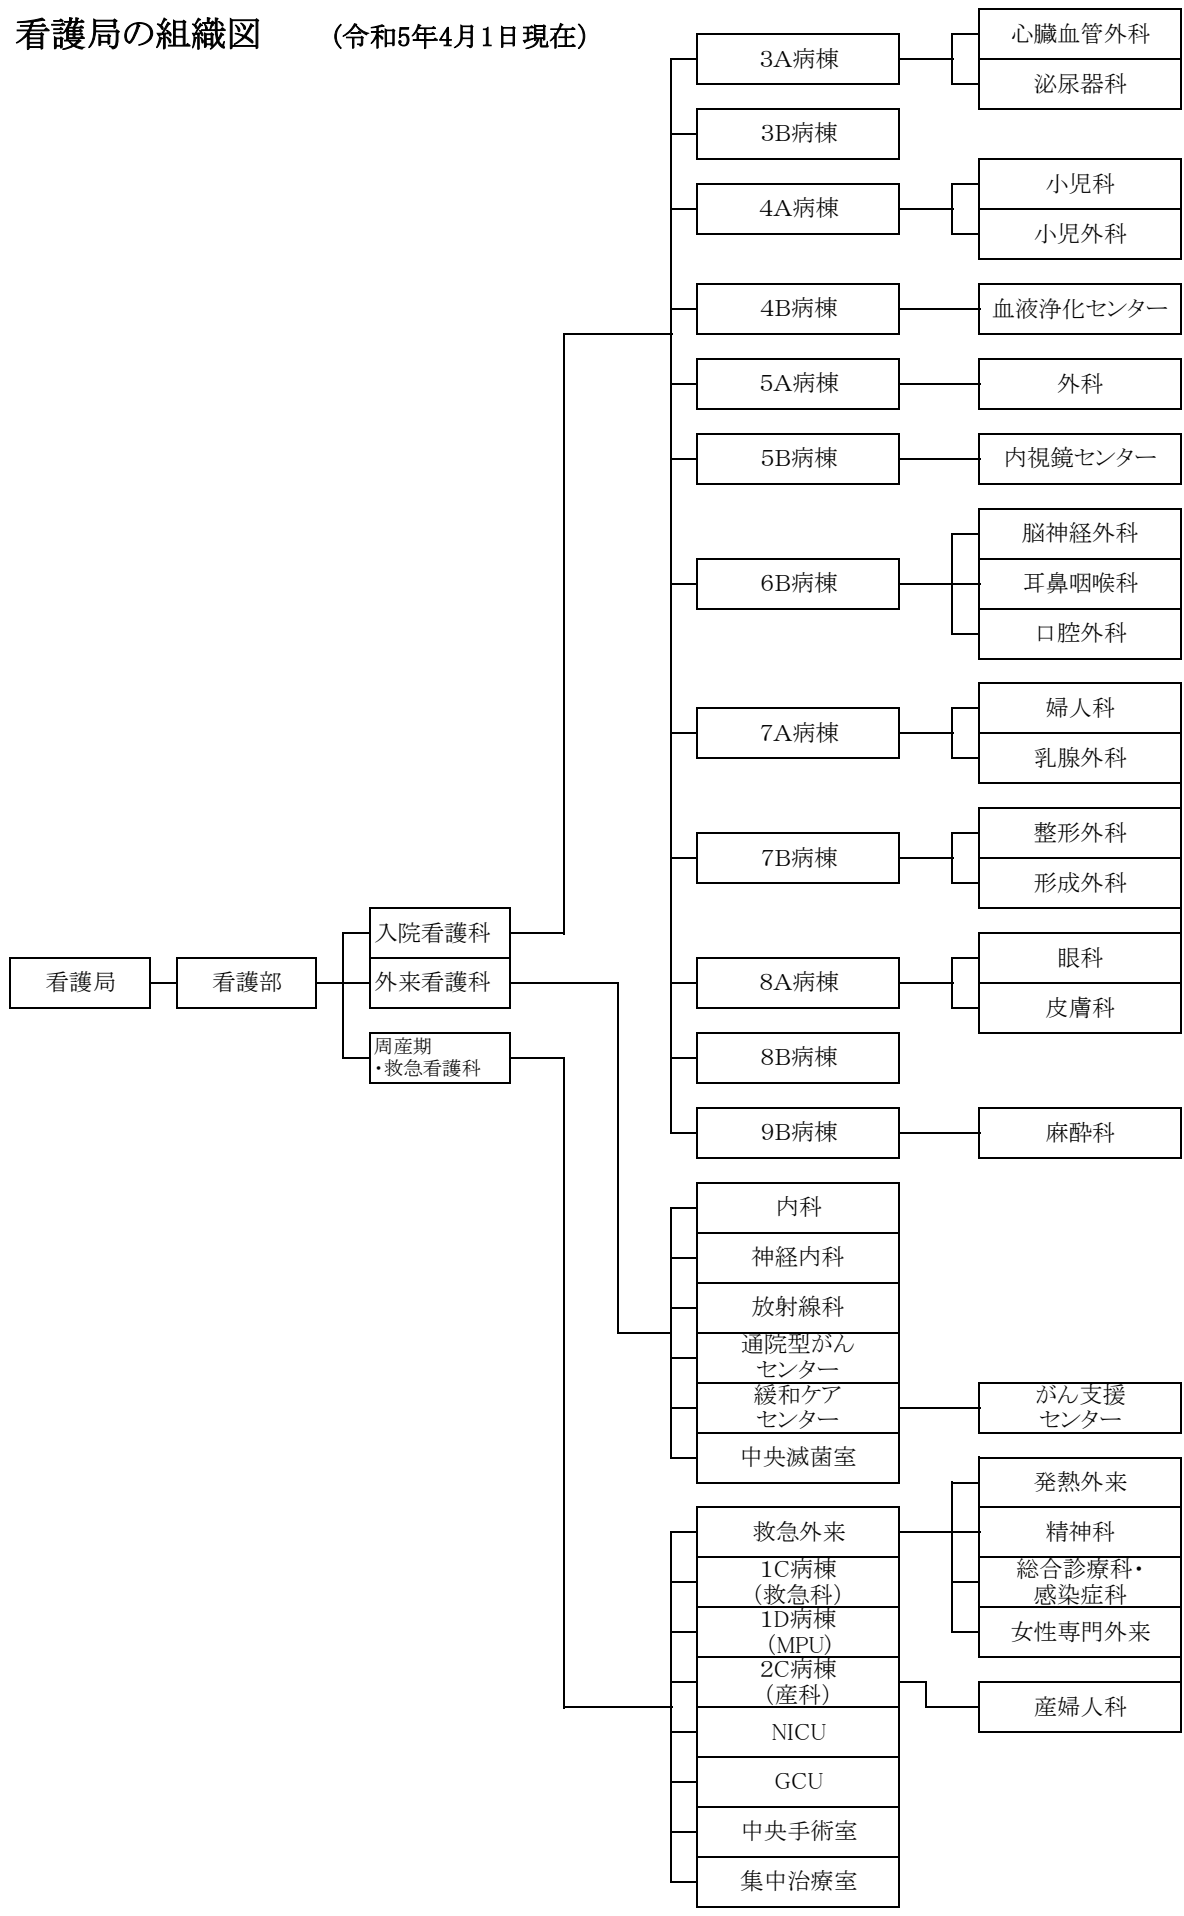 看護局の組織図 (令和5年4月1日現在)
3A病棟
心臓血管外科
泌尿器科
3B病棟
4A病棟
小児科
小児外科
4B病棟
血液浄化センター
5A病棟
外科
5B病棟
内視鏡センター
6B病棟
脳神経外科
耳鼻咽喉科
口腔外科
7A病棟
婦人科
乳腺外科
7B病棟
整形外科
形成外科
看護局
看護部
入院看護科
外来看護科
周産期
・救急看護科
8A病棟
眼科
皮膚科
8B病棟
9B病棟
麻酔科
内科
神経内科
放射線科
通院型がん
センター
緩和ケア
センター
がん支援
センター
中央滅菌室
救急外来
発熱外来
精神科
総合診療科・
感染症科
女性専門外来
1C病棟
(救急科)
1D病棟
(MPU)
2C病棟
(産科)
産婦人科
NICU
GCU
中央手術室
集中治療室